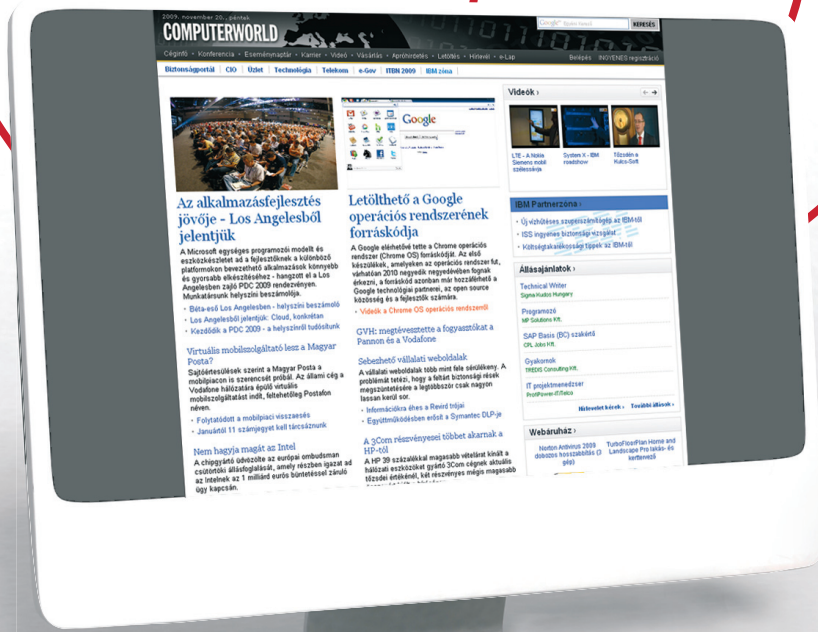 2009. november 20., péntek
COMPUTERWORLD
Google
KERESÉS
Céginfó • Konferencia • Eseménynaptár • Karrier • Videó • Vásárlás • Apróhirdetés • Letöltés • Hírlevél • e-Lap
Belépés INGYENES regisztráció
Biztonságportál | CIO | Üzlet | Technológia | Telekom | e-Gov | ITBN 2009 | IBM zóna
Az alkalmazásfejlesztés
jövője - Los Angelesből
jelentjük
A Microsoft egységes programozói modellt és
eszközkészletet ad a fejlesztőknek a különböző
platformokon bevezethető alkalmazások könnyebb
és gyorsabb elkészítéséhez - hangzott el a Los
Angelesben zajló PDC 2009 rendezvényen.
Munkatársunk helyszíni beszámolója.
• Béta-eső Los Angelesben - helyszíni beszámoló
• Los Angelesből jelentjük: Cloud, konkrétan
• Kezdődik a PDC 2009 - a helyszínről tudósítunk
Virtuális mobilszolgáltató lesz a Magyar
Posta?
Sajtóértesülések szerint a Magyar Posta a
mobilpiacon is szerencsét próbál. Az állami cég a
Vodafone hálózatára épülő virtuális
mobilszolgáltatást indít, feltehetőleg Postafon
néven.
• Folytatódott a mobilpiaci visszaesés
• Januártól 11 számjegyet kell tárcsáznunk
Nem hagyja magát az Intel
A chipgyártó üdvözölte az európai ombudsman
csütörtöki állásfoglalását, amely részben igazat ad
az Intelnek az 1 milliárd eurós büntetéssel záruló
ügy kapcsán.
Google
Letölthető a Google
operációs rendszerének
forráskódja
A Google elérhetővé tette a Chrome operációs
rendszer (Chrome OS) forráskódját. Az első
készülékek, amelyeken az operációs rendszer fut,
várhatóan 2010 negyedik negyedévében fognak
érkezni, a forráskód azonban már hozzáférhető a
Google technológiai partnerei, az open source
közösség és a fejlesztők számára.
• Videók a Chrome OS operációs rendszerről
GVH: megtévesztette a fogyasztókat a
Pannon és a Vodafone
Sebezhető vállalati weboldalak
A vállalati weboldalak több mint fele sérülékeny. A
problémát tetézi, hogy a feltárt biztonsági rések
megszüntetésére a legtöbbször csak nagyon
lassan kerül sor.
• Információkra éhes a Revird trójai
• Együttműködésben erősít a Symantec DLP-je
A 3Com részvényesei többet akarnak a
HP-tól
A HP 39 százalékkal magasabb vételárat kínált a
hálózati eszközöket gyártó 3Com cégnek aktuális
tőzsdei értékénél, két részvényes mégis magasabb
Videók ›
LTE - A Nokia
Siemens mobil
szélessávja
System X - IBM
roadshow
Tőzsdén a
Kulcs-Soft
IBM Partnerzóna ›
• Új vízhűtéses szuperszámítógép az IBM-től
• ISS ingyenes biztonsági vizsgálat
• Költségtakarékossági tippek az IBM-től
Állásajánlatok ›
Technical Writer
Sigma Kudos Hungary
Programozó
MP Solutions Kft.
SAP Basis (BC) szakértő
CPL Jobs Kft.
Gyakornok
TREDIS Consulting Kft.
IT projektmenedzser
ProfiPower-IT/Telco
Hírlevelet kérek › További állások ›
Webáruház ›
Norton Antivirus 2009
dobozos hosszabbítás (3
gép)
TurboFloorPlan Home and
Landscape Pro lakás- és
kerttervező